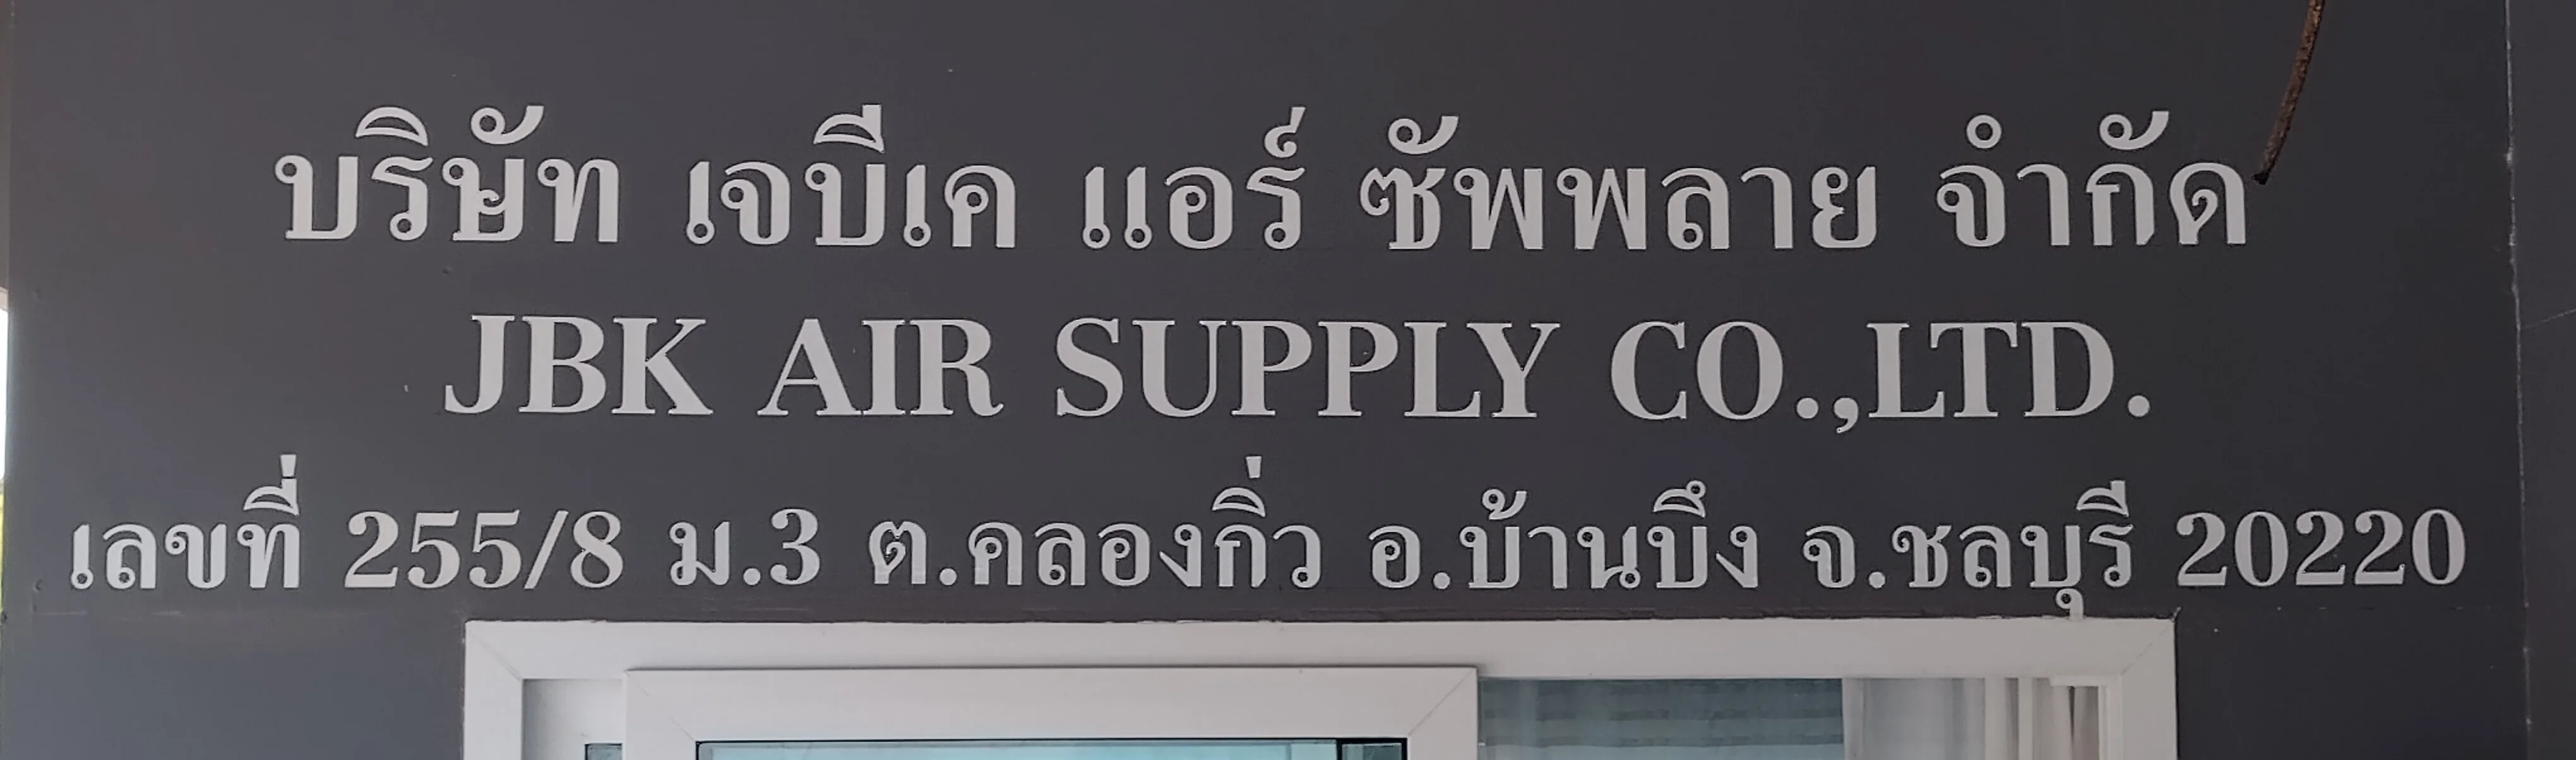 บริษัท เจบีเค แอร์ ซัพพลาย จำกัด
JBK AIR SUPPLY CO.,LTD.
เลขที่ 255/8 ม.3 ต.คลองกิ่ว อ.บ้านบึง จ.ชลบุรี 20220